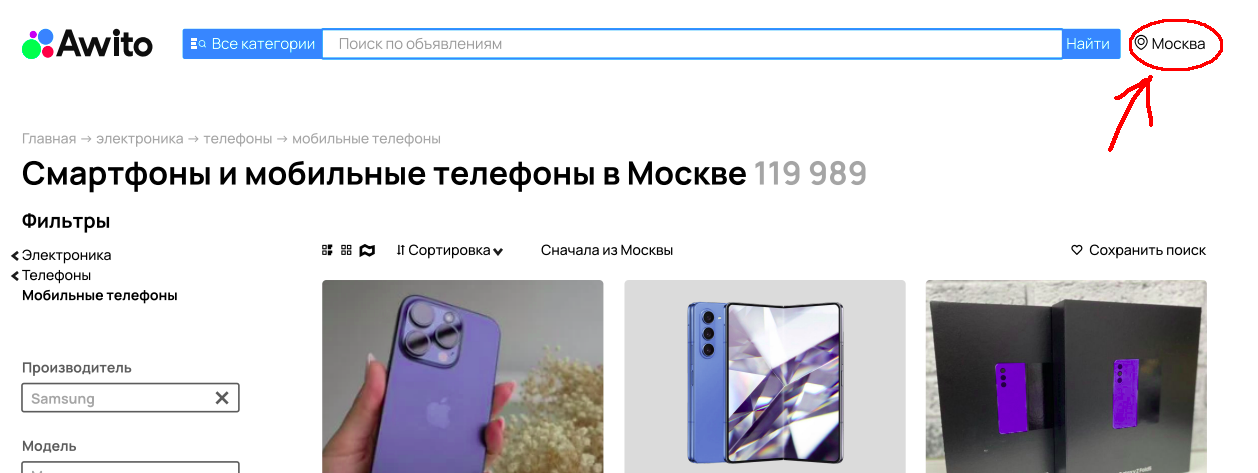 Awito
Все категории
Поиск по объявлениям
Найти
Москва
Главная → электроника → телефоны → мобильные телефоны
Смартфоны и мобильные телефоны в Москве 119 989
Фильтры
Электроника
Телефоны
Мобильные телефоны
Сортировка
Сначала из Москвы
Сохранить поиск
Производитель
Samsung
Модель